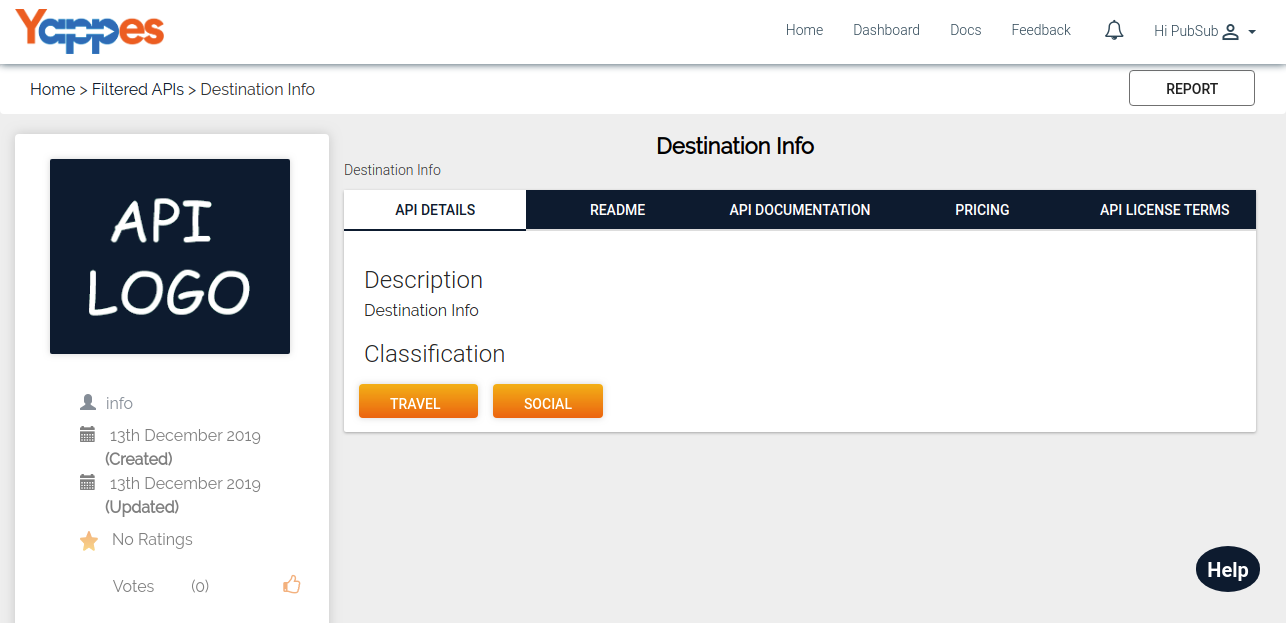 Yappes
Home Dashboard Docs Feedback Hi PubSub
Home > Filtered APIs > Destination Info
REPORT
API
LOGO
info
13th December 2019
(Created)
13th December 2019
(Updated)
No Ratings
Votes (0)
Destination Info
Destination Info
API DETAILS README API DOCUMENTATION PRICING API LICENSE TERMS
Description
Destination Info
Classification
TRAVEL SOCIAL
Help